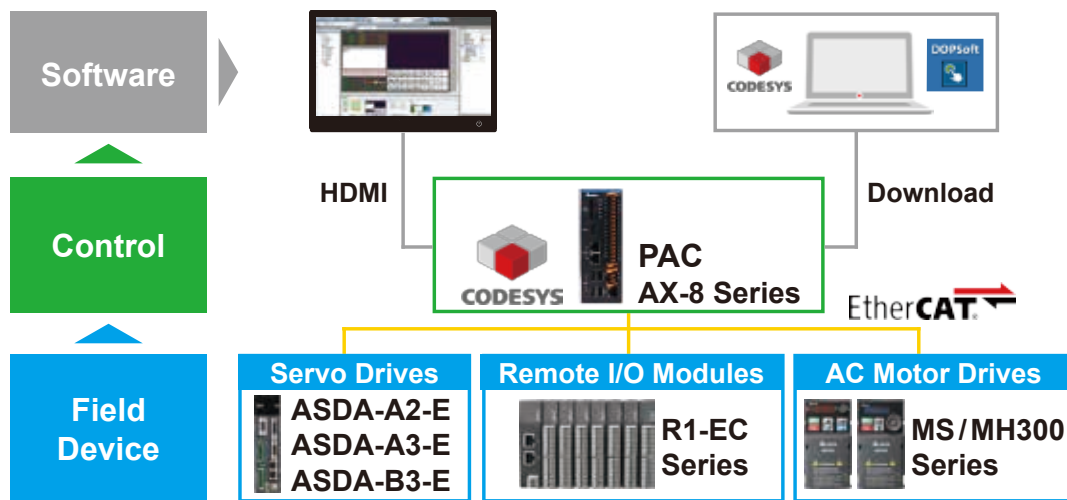 Software
CODESYS
DOPSoft
HDMI
Download
Control
CODESYS
PAC
AX-8 Series
EtherCAT
Field
Device
Servo Drives
ASDA-A2-E
ASDA-A3-E
ASDA-B3-E
Remote I/O Modules
R1-EC
Series
AC Motor Drives
MS/MH300
Series